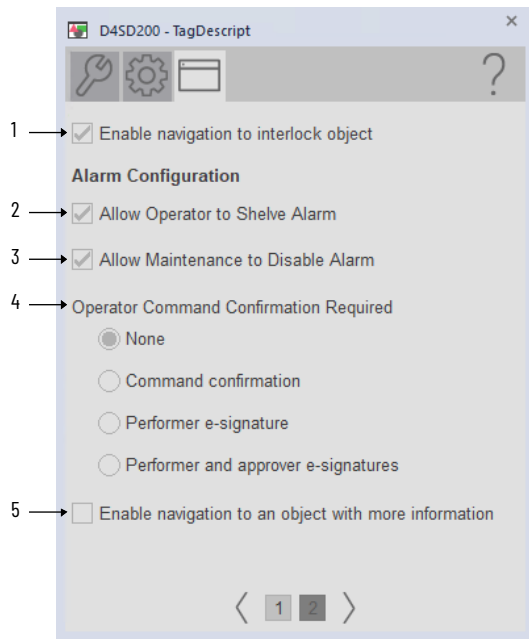 D4SD200 - TagDescript
×
?
1 Enable navigation to interlock object
Alarm Configuration
2 Allow Operator to Shelve Alarm
3 Allow Maintenance to Disable Alarm
4 Operator Command Confirmation Required
None
Command confirmation
Performer e-signature
Performer and approver e-signatures
5 Enable navigation to an object with more information
1 2